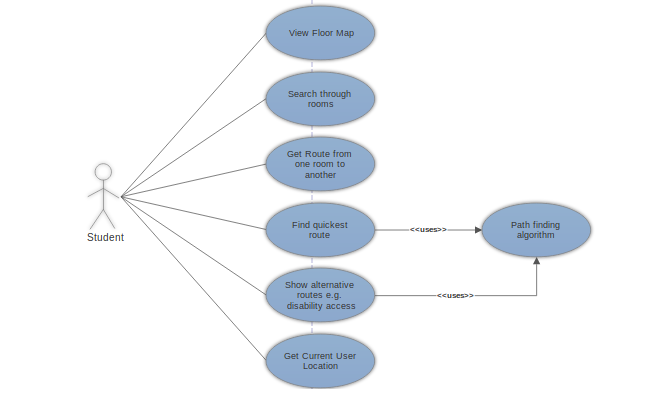 View Floor Map
Search through
rooms
Get Route from
one room to
another
Student
Find quickest
route
<<uses>>
Path finding
algorithm
Show alternative
routes e.g.
disability access
<<uses>>
Get Current User
Location